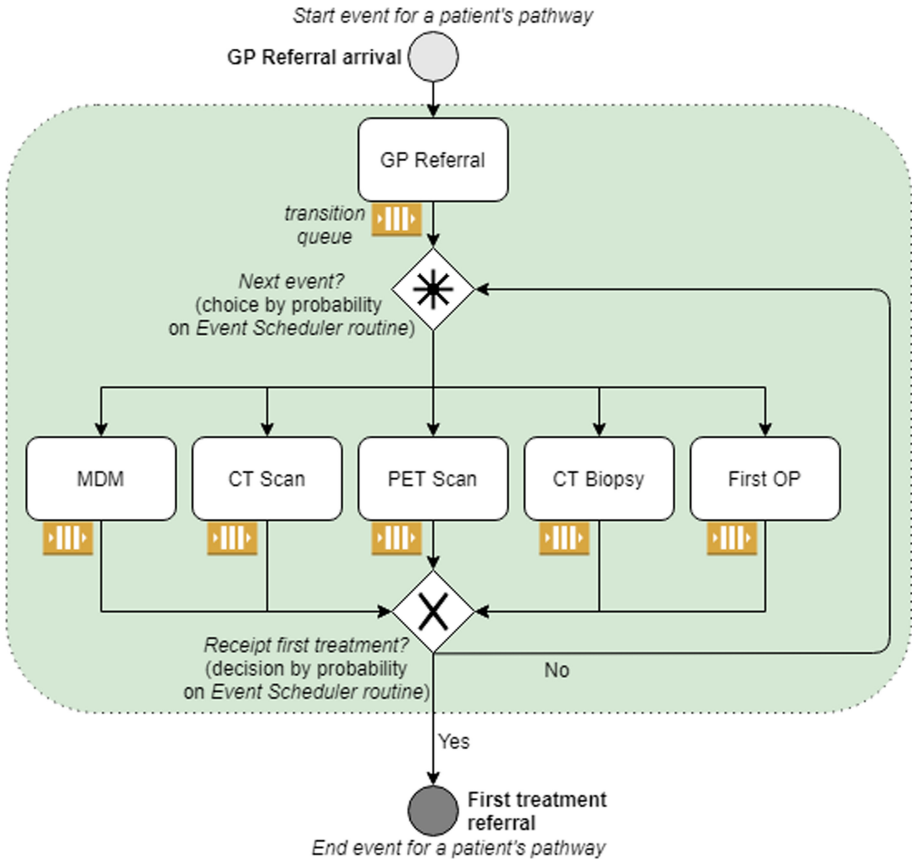 Start event for a patient's pathway
GP Referral arrival
GP Referral
transition
queue
Next event?
(choice by probability
on Event Scheduler routine)
MDM
CT Scan
PET Scan
CT Biopsy
First OP
Receipt first treatment?
(decision by probability
on Event Scheduler routine)
No
Yes
First treatment
referral
End event for a patient's pathway